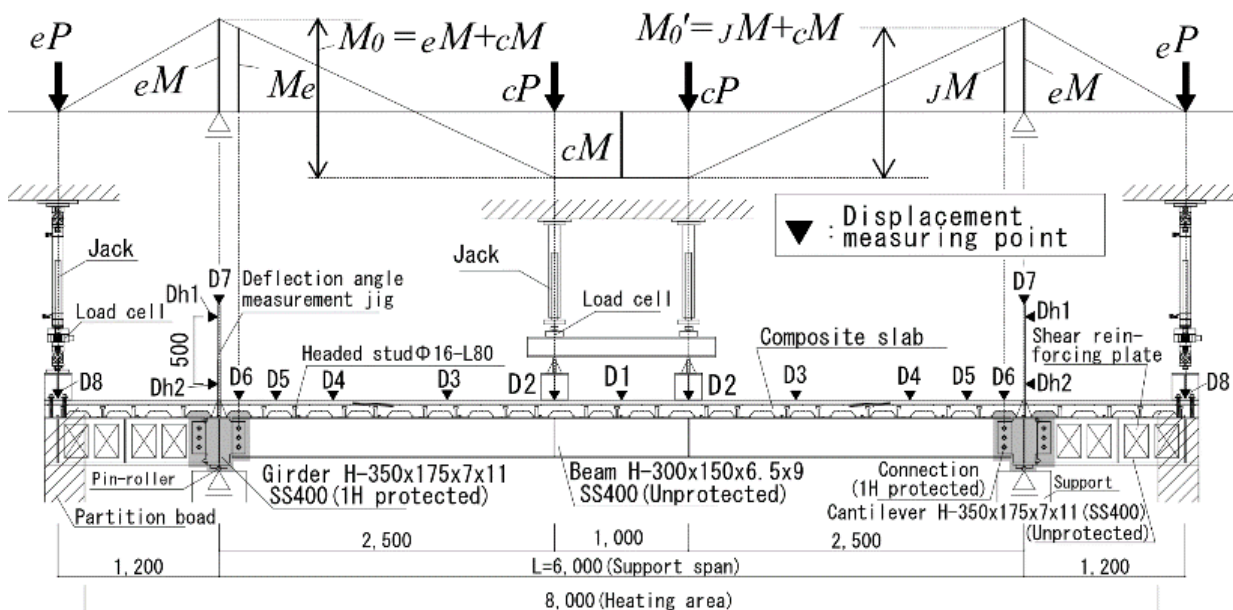 eP
M₀ = eM+cM
M₀' = JM+cM
eP
eM
Me
cP
cP
JM
eM
cM
▼ : Displacement
measuring point
Jack
Load cell
Dh1
D7
Deflection angle
measurement jig
Jack
Load cell
D7
Dh1
500
Headed studΦ16-L80
Composite slab
Shear rein-
forcing plate
D8
Dh2
D6
D5
D4
D3
D2
D1
D2
D3
D4
D5
D6
Dh2
D8
Pin-roller
Girder H-350x175x7x11
SS400(1H protected)
Beam H-300x150x6.5x9
SS400(Unprotected)
Connection
(1H protected)
Support
Cantilever H-350x175x7x11(SS400)
(Unprotected)
Partition boad
2,500
1,000
2,500
1,200
L=6,000(Support span)
1,200
8,000(Heating area)